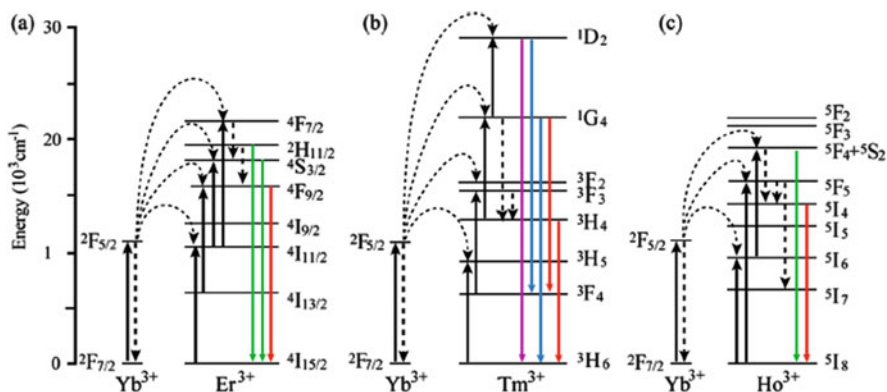 (a)
Energy (10³cm⁻¹)
30
20
1
0
²F₅/₂
²F₇/₂
Yb³⁺
⁴F₇/₂
²H₁₁/₂
⁴S₃/₂
⁴F₉/₂
⁴I₉/₂
⁴I₁₁/₂
⁴I₁₃/₂
⁴I₁₅/₂
Er³⁺
(b)
²F₅/₂
²F₇/₂
Yb³⁺
¹D₂
¹G₄
³F₂
³F₃
³H₄
³H₅
³F₄
³H₆
Tm³⁺
(c)
²F₅/₂
²F₇/₂
Yb³⁺
⁵F₂
⁵F₃
⁵F₄+⁵S₂
⁵F₅
⁵I₄
⁵I₅
⁵I₆
⁵I₇
⁵I₈
Ho³⁺